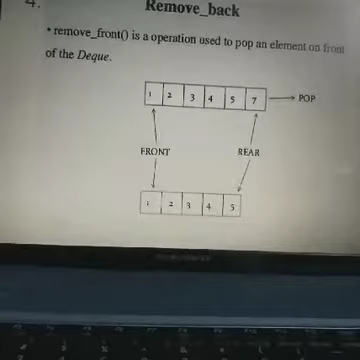 4.
Remove_back
• remove_front() is a operation used to pop an element on front
of the Deque.
1 2 3 4 5 7 POP
FRONT REAR
1 2 3 4 5